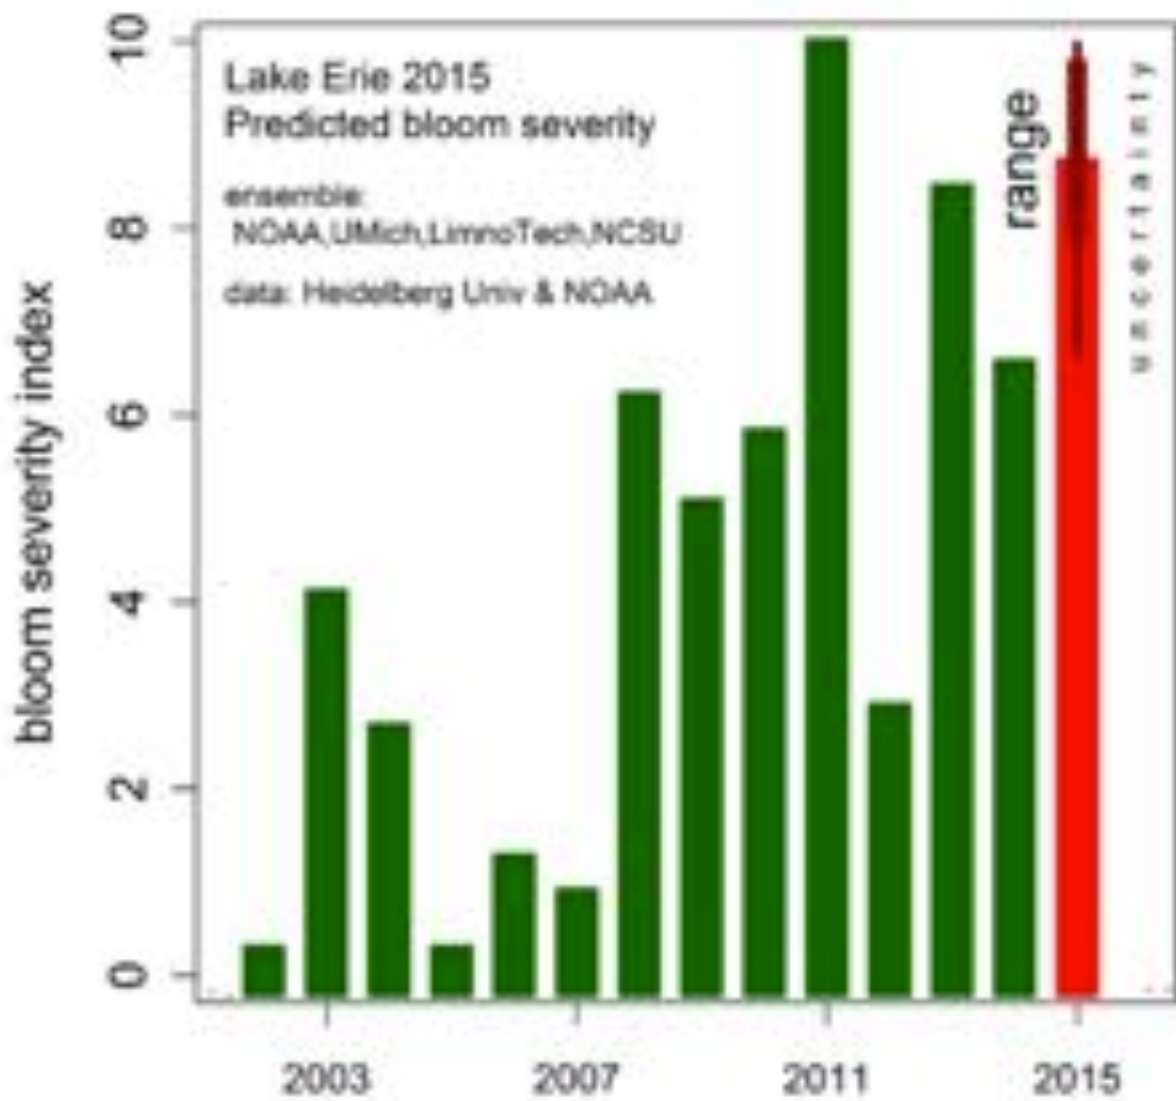 Lake Erie 2015
Predicted bloom severity
ensemble:
NOAA,UMich,LimnoTech,NCSU
data: Heidelberg Univ & NOAA
range
uncertainty
bloom severity index
10
8
6
4
2
0
2003 2007 2011 2015